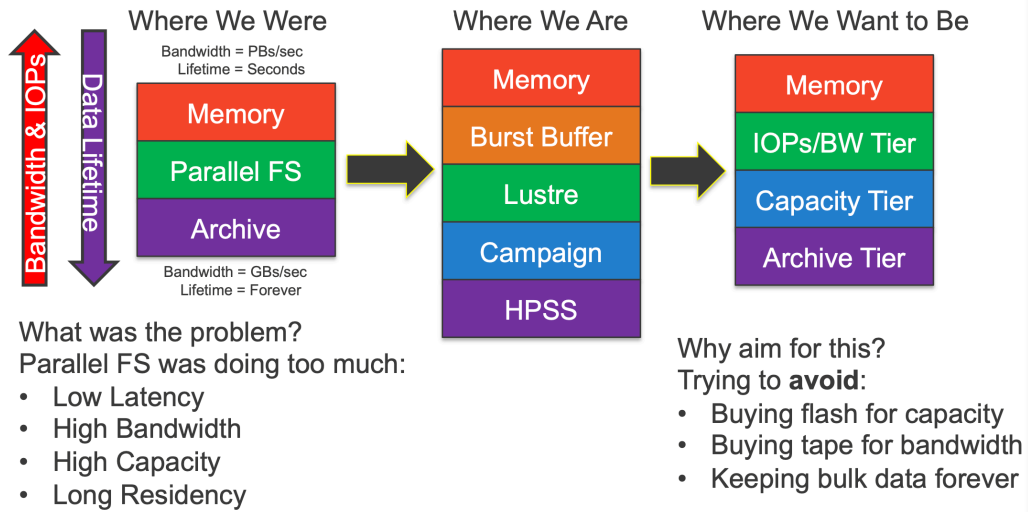 Where We Were
Where We Are
Where We Want to Be
Bandwidth & IOPs
Data Lifetime
Bandwidth = PBs/sec
Lifetime = Seconds
Memory
Parallel FS
Archive
Bandwidth = GBs/sec
Lifetime = Forever
Memory
Burst Buffer
Lustre
Campaign
HPSS
Memory
IOPs/BW Tier
Capacity Tier
Archive Tier
What was the problem?
Parallel FS was doing too much:
• Low Latency
• High Bandwidth
• High Capacity
• Long Residency
Why aim for this?
Trying to avoid:
• Buying flash for capacity
• Buying tape for bandwidth
• Keeping bulk data forever